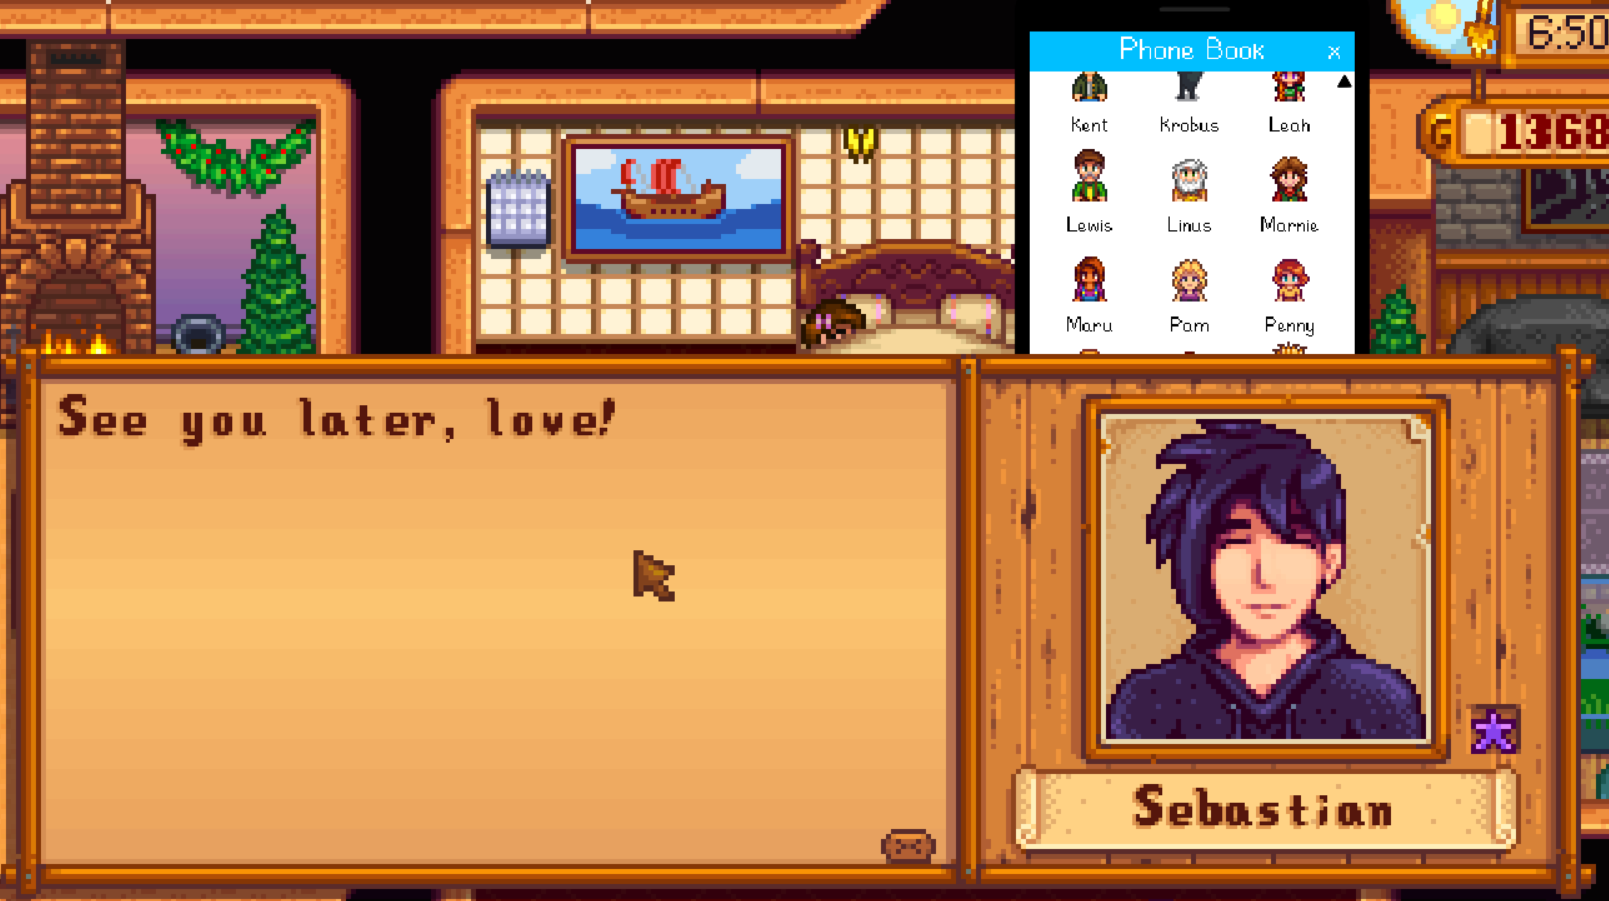 Phone Book x
6:50
Kent Krobus Leah
1368
Lewis Linus Marnie
Maru Pam Penny
See you later, love!
Sebastian